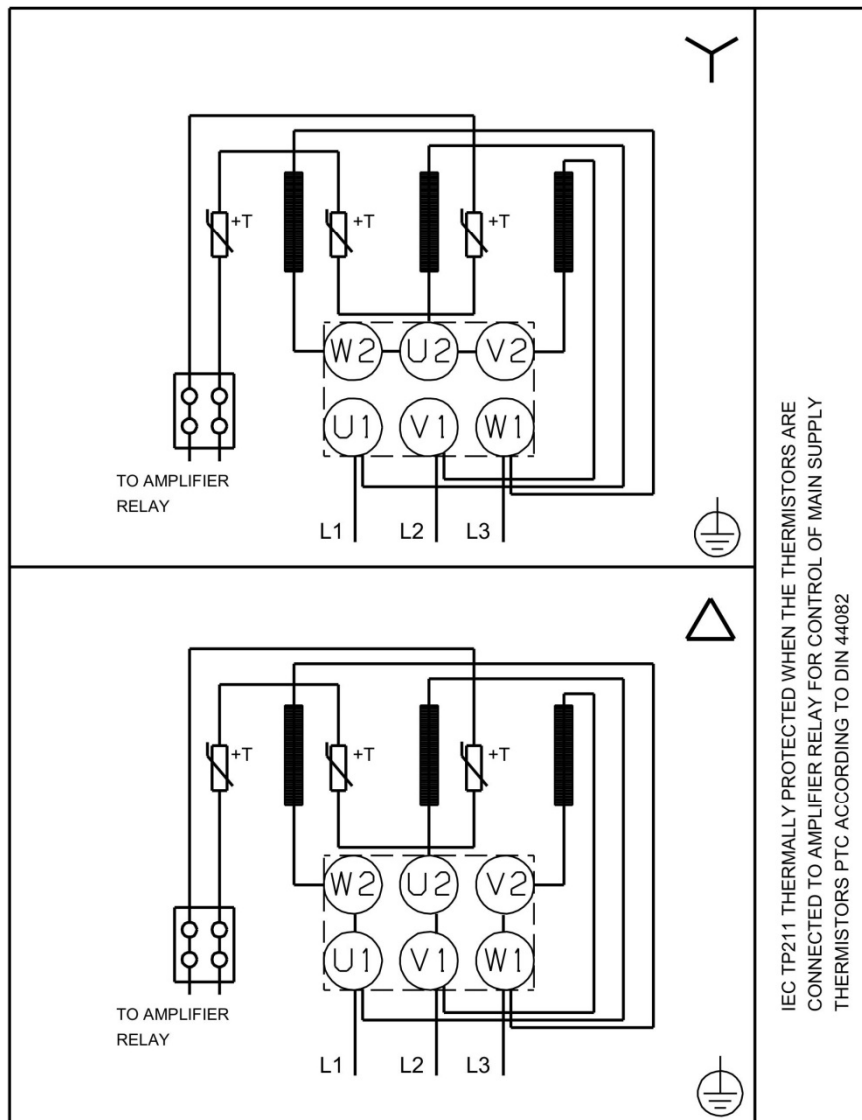 +T
+T
+T
W2
U2
V2
U1
V1
W1
TO AMPLIFIER
RELAY
L1
L2
L3
+T
+T
+T
W2
U2
V2
U1
V1
W1
TO AMPLIFIER
RELAY
L1
L2
L3
IEC TP211 THERMALLY PROTECTED WHEN THE THERMISTORS ARE
CONNECTED TO AMPLIFIER RELAY FOR CONTROL OF MAIN SUPPLY
THERMISTORS PTC ACCORDING TO DIN 44082